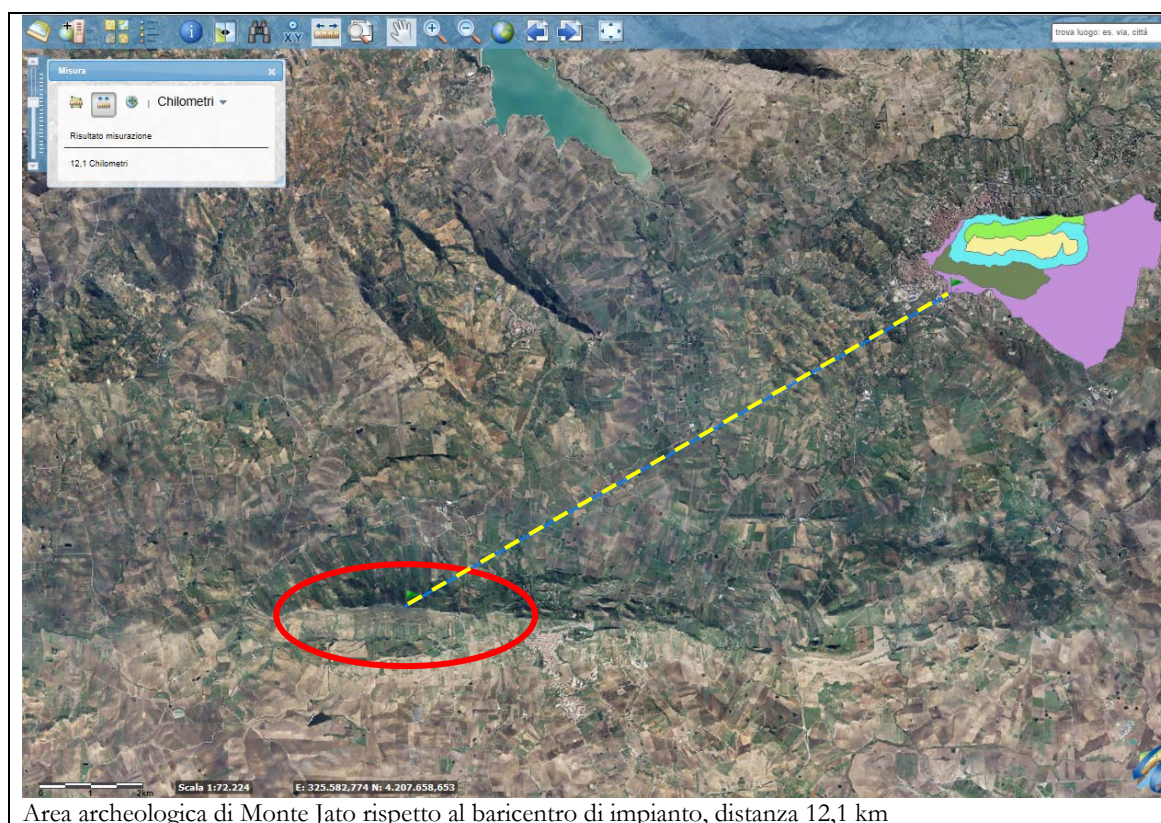 X,Y
trova luogo: es. via, città
Misura
Chilometri
Risultato misurazione
12,1 Chilometri
0 1 2km
Scala 1:72.224
E: 325.582,774 N: 4.207.658,653
Area archeologica di Monte Jato rispetto al baricentro di impianto, distanza 12,1 km